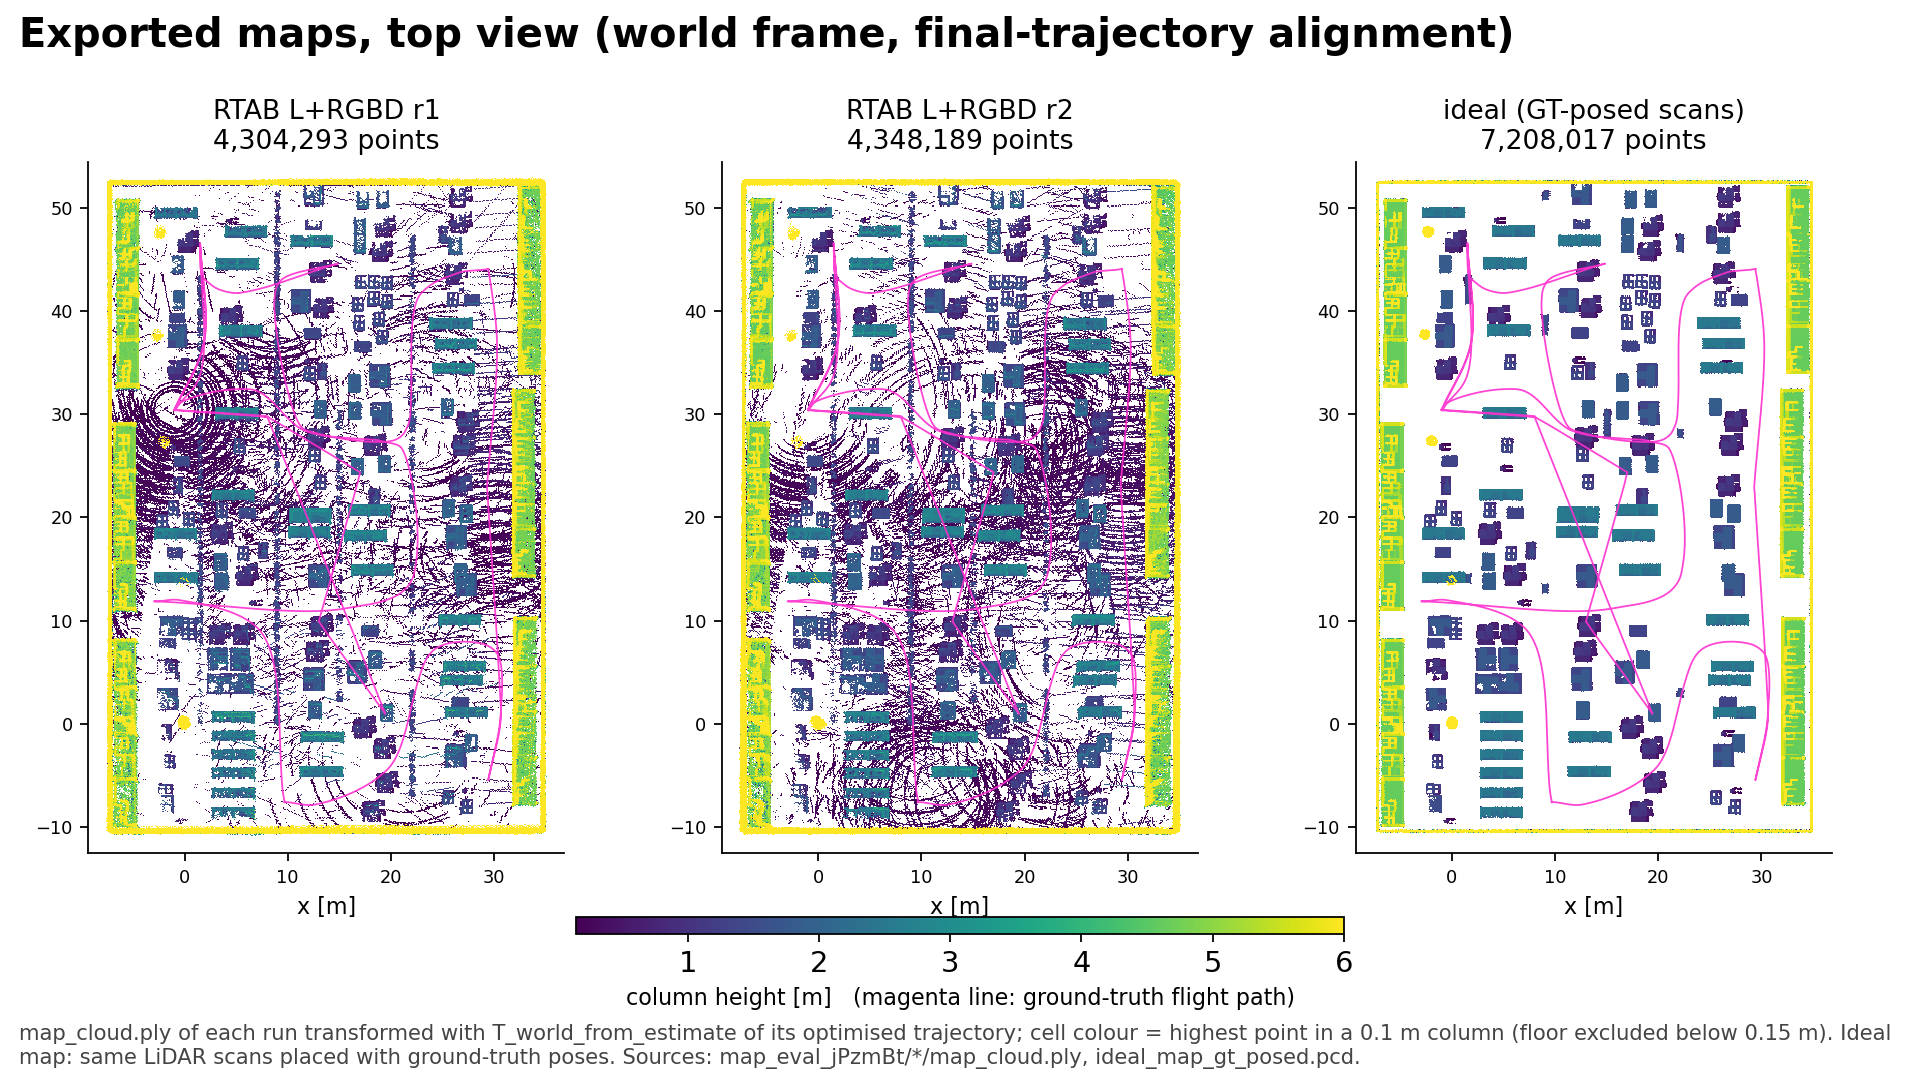 Exported maps, top view (world frame, final-trajectory alignment)
RTAB L+RGBD r1
4,304,293 points
RTAB L+RGBD r2
4,348,189 points
ideal (GT-posed scans)
7,208,017 points
50
40
30
20
10
0
−10
50
40
30
20
10
0
−10
50
40
30
20
10
0
−10
0 10 20 30
0 10 20 30
0 10 20 30
x [m]
x [m]
x [m]
1 2 3 4 5 6
column height [m] (magenta line: ground-truth flight path)
map_cloud.ply of each run transformed with T_world_from_estimate of its optimised trajectory; cell colour = highest point in a 0.1 m column (floor excluded below 0.15 m). Ideal
map: same LiDAR scans placed with ground-truth poses. Sources: map_eval_jPzmBt/*/map_cloud.ply, ideal_map_gt_posed.pcd.